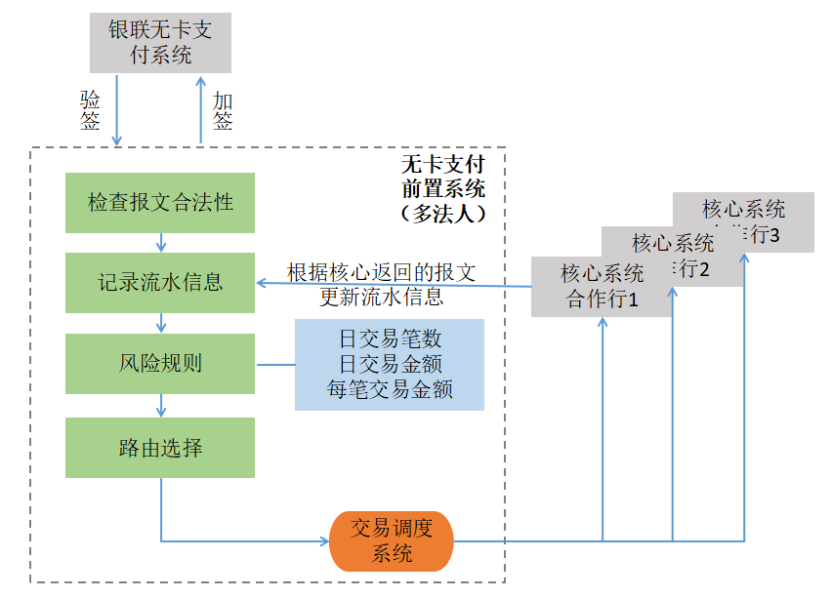 银联无卡支
付系统
验
签
加
签
无卡支付
前置系统
（多法人）
检查报文合法性
记录流水信息
风险规则
路由选择
根据核心返回的报文
更新流水信息
日交易笔数
日交易金额
每笔交易金额
交易调度
系统
核心系统
合作行1
核心系统
行2
核心系统
行3